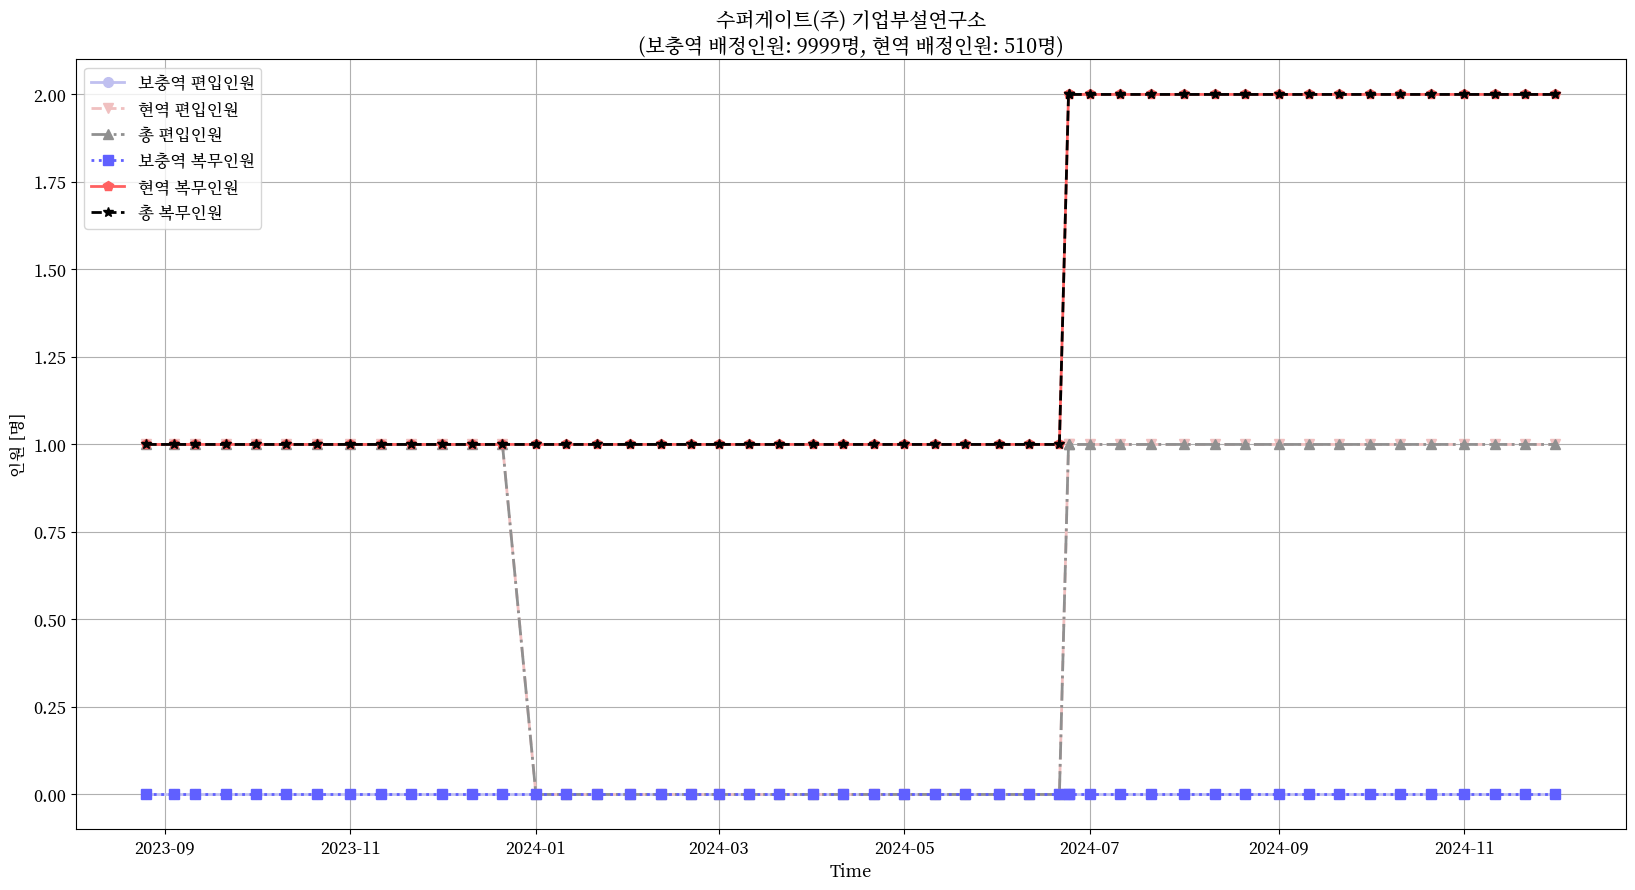 수퍼게이트(주) 기업부설연구소
(보충역 배정인원: 9999명, 현역 배정인원: 510명)
보충역 편입인원
현역 편입인원
총 편입인원
보충역 복무인원
현역 복무인원
총 복무인원
2.00
1.75
1.50
1.25
1.00
0.75
0.50
0.25
0.00
인원 [명]
2023-09 2023-11 2024-01 2024-03 2024-05 2024-07 2024-09 2024-11
Time